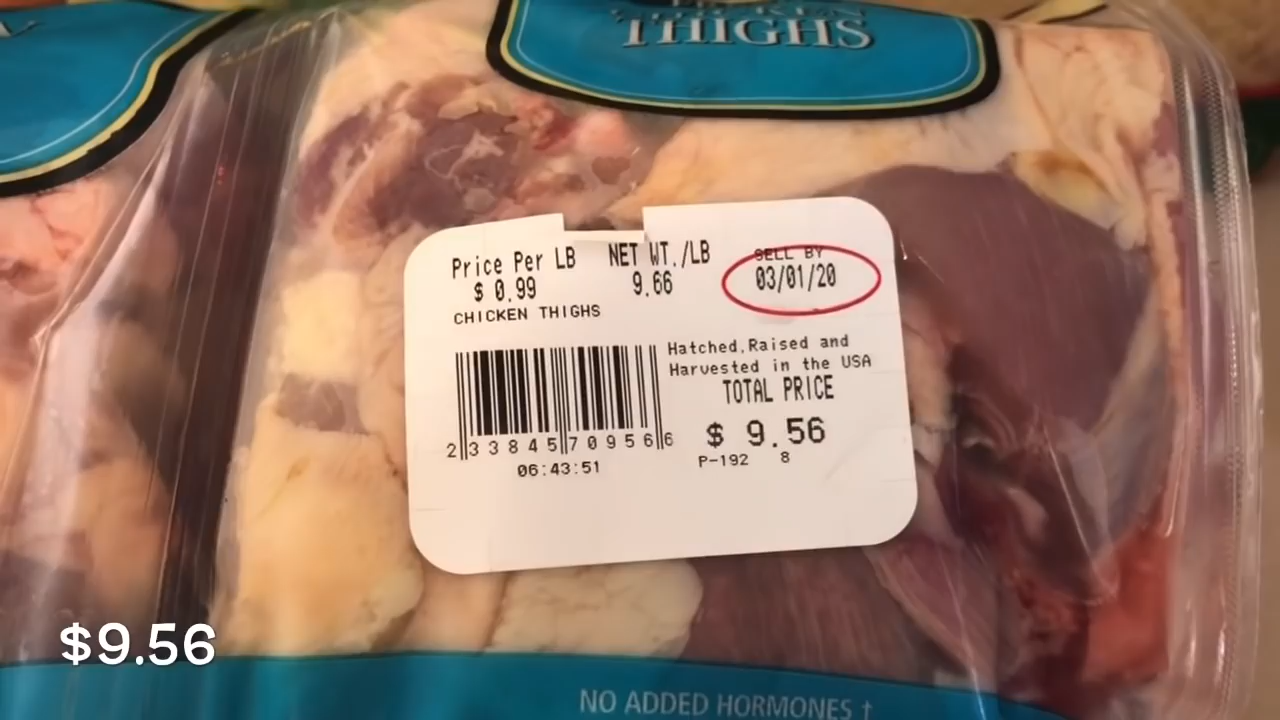 THIGHS
Price Per LB NET WT./LB SELL BY
$ 0.99 9.66 03/01/20
CHICKEN THIGHS
Hatched,Raised and
Harvested in the USA
TOTAL PRICE
2 33845 70956 6 $ 9.56
06:43:51 P-192 8
$9.56
NO ADDED HORMONES †